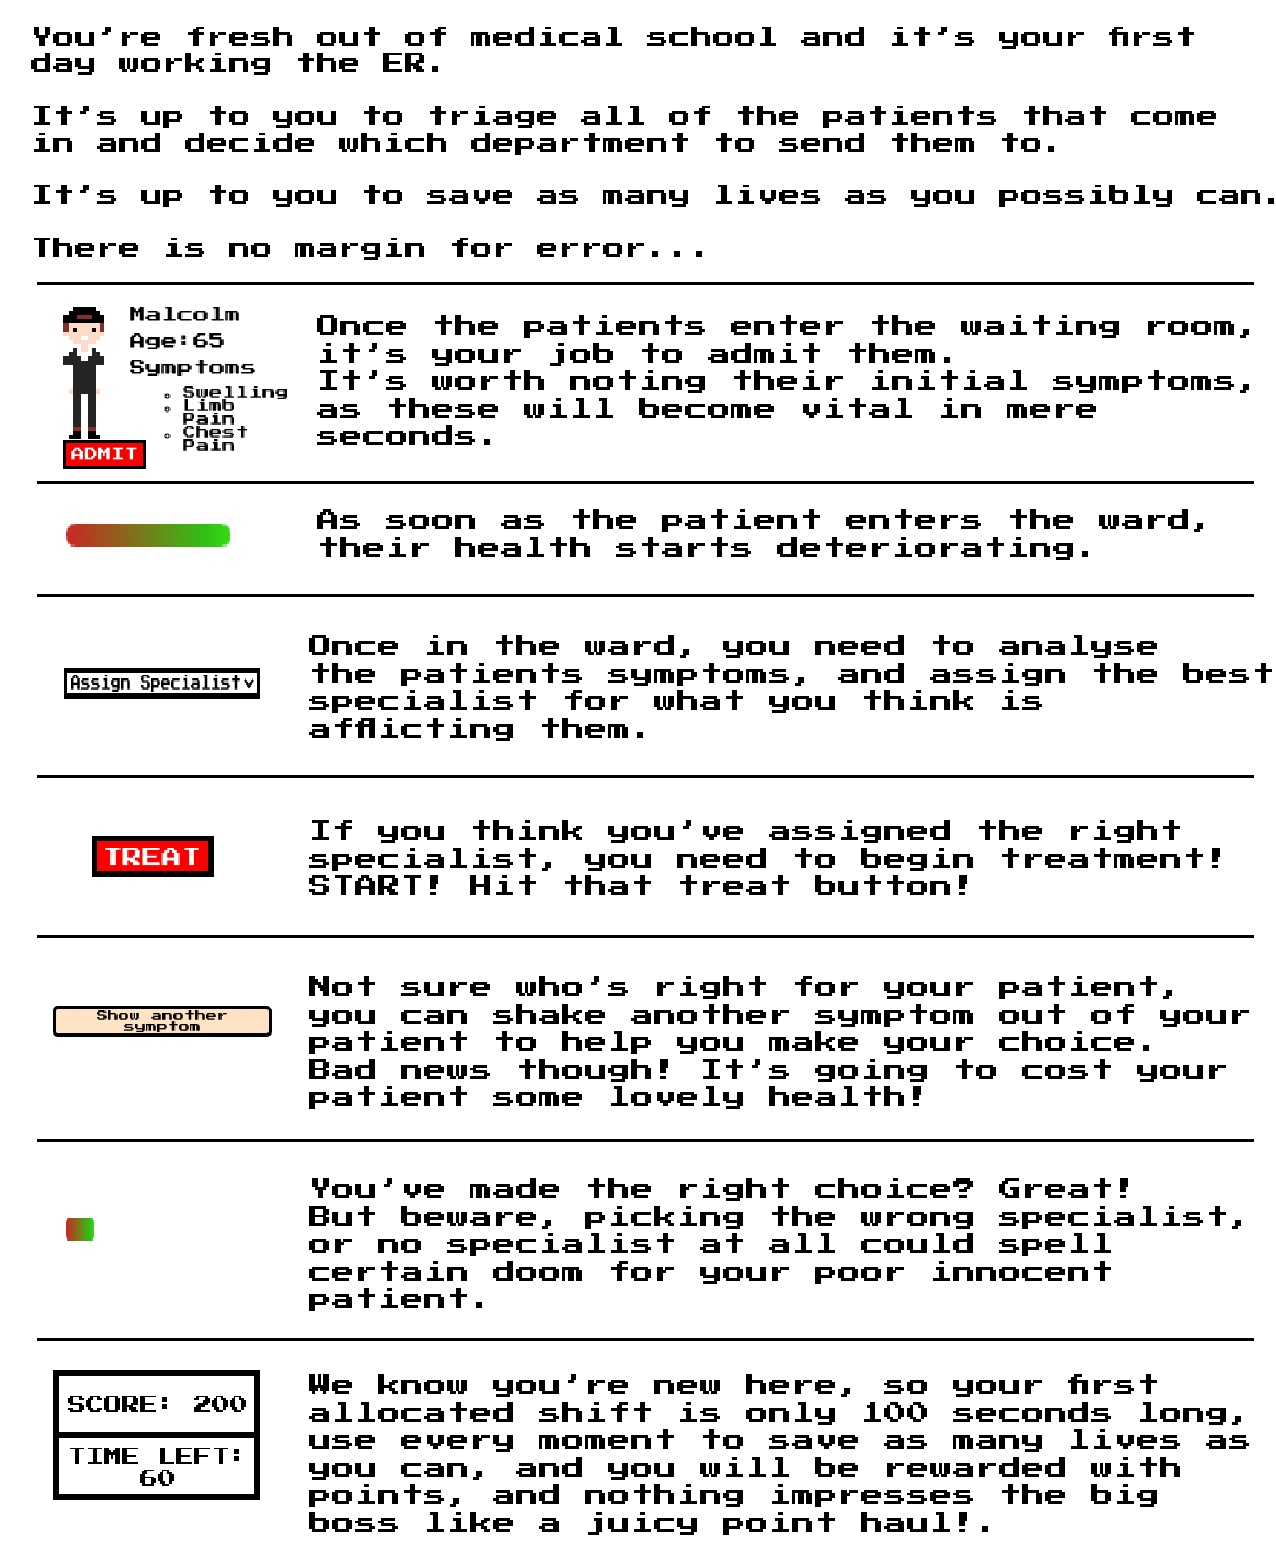 You're fresh out of medical school and it's your first
day working the ER.
It's up to you to triage all of the patients that come
in and decide which department to send them to.
It's up to you to save as many lives as you possibly can.
There is no margin for error...
Malcolm
Age:65
Symptoms
Swelling
Limb
Pain
Chest
Pain
ADMIT
Once the patients enter the waiting room,
it's your job to admit them.
It's worth noting their initial symptoms,
as these will become vital in mere
seconds.
As soon as the patient enters the ward,
their health starts deteriorating.
Assign Specialist
Once in the ward, you need to analyse
the patients symptoms, and assign the best
specialist for what you think is
afflicting them.
TREAT
If you think you've assigned the right
specialist, you need to begin treatment!
START! Hit that treat button!
Show another
symptom
Not sure who's right for your patient,
you can shake another symptom out of your
patient to help you make your choice.
Bad news though! It's going to cost your
patient some lovely health!
You've made the right choice? Great!
But beware, picking the wrong specialist,
or no specialist at all could spell
certain doom for your poor innocent
patient.
SCORE: 200
TIME LEFT:
60
We know you're new here, so your first
allocated shift is only 100 seconds long,
use every moment to save as many lives as
you can, and you will be rewarded with
points, and nothing impresses the big
boss like a juicy point haul!.